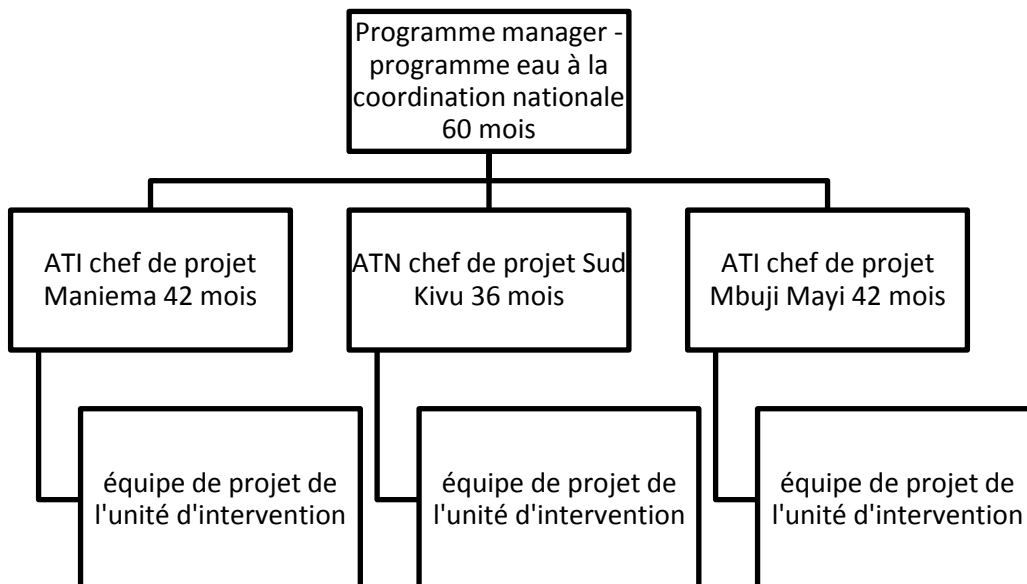 Programme manager -
programme eau à la
coordination nationale
60 mois
ATI chef de projet
Maniema 42 mois
ATN chef de projet Sud
Kivu 36 mois
ATI chef de projet
Mbuji Mayi 42 mois
équipe de projet de
l'unité d'intervention
équipe de projet de
l'unité d'intervention
équipe de projet de
l'unité d'intervention